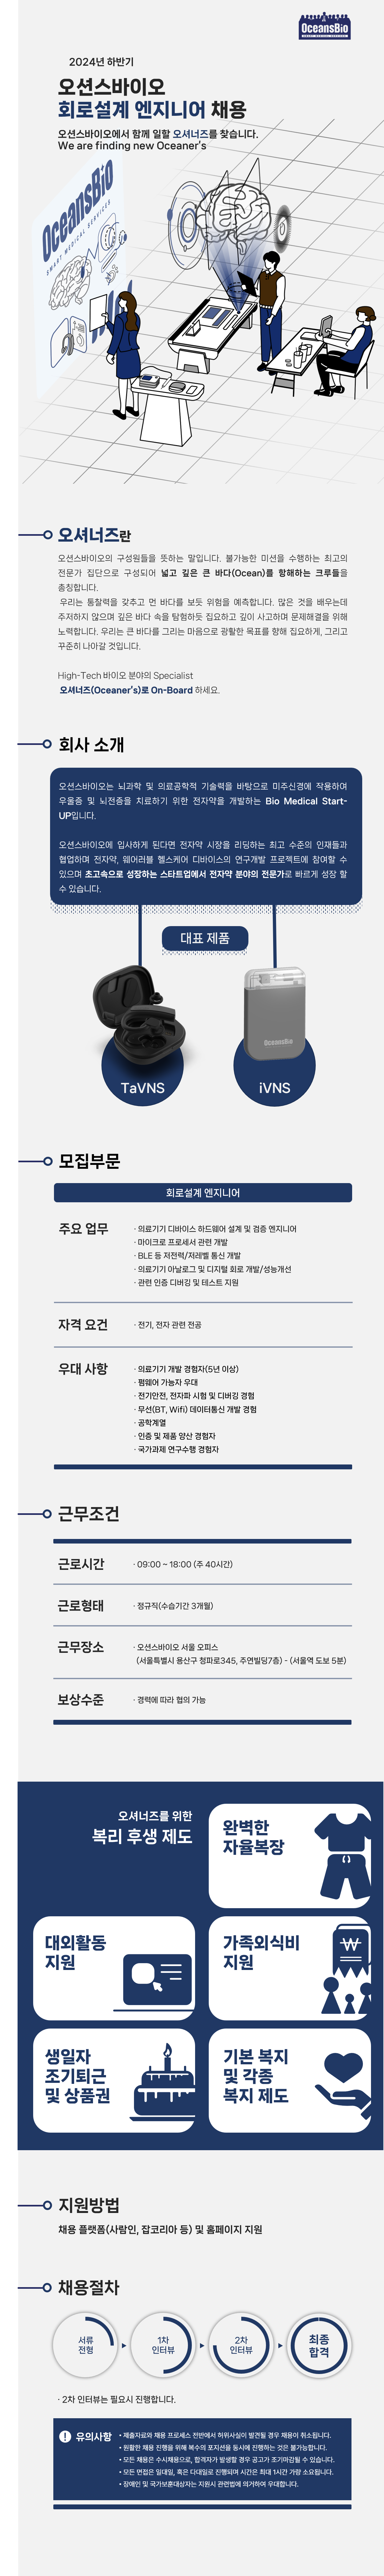 OceansBio
SMART MEDICAL SERVICES
2024년 하반기
오션스바이오
회로설계 엔지니어 채용
오션스바이오에서 함께 일할 오셔너즈를 찾습니다.
We are finding new Oceaner's
OceansBio
SMART MEDICAL SERVICES
오셔너즈란
오션스바이오의 구성원들을 뜻하는 말입니다. 불가능한 미션을 수행하는 최고의
전문가 집단으로 구성되어 넓고 깊은 큰 바다(Ocean)를 항해하는 크루들을
총칭합니다.
우리는 통찰력을 갖추고 먼 바다를 보듯 위험을 예측합니다. 많은 것을 배우는데
주저하지 않으며 깊은 바다 속을 탐험하듯 집요하고 깊이 사고하며 문제해결을 위해
노력합니다. 우리는 큰 바다를 그리는 마음으로 광활한 목표를 향해 집요하게, 그리고
꾸준히 나아갈 것입니다.
High-Tech 바이오 분야의 Specialist
오셔너즈(Oceaner's)로 On-Board 하세요.
회사 소개
오션스바이오는 뇌과학 및 의료공학적 기술력을 바탕으로 미주신경에 작용하여
우울증 및 뇌전증을 치료하기 위한 전자약을 개발하는 Bio Medical Start-
UP입니다.
오션스바이오에 입사하게 된다면 전자약 시장을 리딩하는 최고 수준의 인재들과
협업하며 전자약, 웨어러블 헬스케어 디바이스의 연구개발 프로젝트에 참여할 수
있으며 초고속으로 성장하는 스타트업에서 전자약 분야의 전문가로 빠르게 성장 할
수 있습니다.
대표 제품
OceansBio
TaVNS
iVNS
모집부문
회로설계 엔지니어
주요 업무
· 의료기기 디바이스 하드웨어 설계 및 검증 엔지니어
· 마이크로 프로세서 관련 개발
· BLE 등 저전력/저레벨 통신 개발
· 의료기기 아날로그 및 디지털 회로 개발/성능개선
· 관련 인증 디버깅 및 테스트 지원
자격 요건
· 전기, 전자 관련 전공
우대 사항
· 의료기기 개발 경험자(5년 이상)
· 펌웨어 가능자 우대
· 전기안전, 전자파 시험 및 디버깅 경험
· 무선(BT, Wifi) 데이터통신 개발 경험
· 공학계열
· 인증 및 제품 양산 경험자
· 국가과제 연구수행 경험자
근무조건
근로시간
· 09:00 ~ 18:00 (주 40시간)
근로형태
· 정규직(수습기간 3개월)
근무장소
· 오션스바이오 서울 오피스
(서울특별시 용산구 청파로345, 주연빌딩7층) - (서울역 도보 5분)
보상수준
· 경력에 따라 협의 가능
오셔너즈를 위한
복리 후생 제도
완벽한
자율복장
대외활동
지원
가족외식비
지원
₩
생일자
조기퇴근
및 상품권
기본 복지
및 각종
복지 제도
지원방법
채용 플랫폼(사람인, 잡코리아 등) 및 홈페이지 지원
채용절차
서류
전형
1차
인터뷰
2차
인터뷰
최종
합격
· 2차 인터뷰는 필요시 진행합니다.
! 유의사항
• 제출자료와 채용 프로세스 전반에서 허위사실이 발견될 경우 채용이 취소됩니다.
• 원활한 채용 진행을 위해 복수의 포지션을 동시에 진행하는 것은 불가능합니다.
• 모든 채용은 수시채용으로, 합격자가 발생할 경우 공고가 조기마감될 수 있습니다.
• 모든 면접은 일대일, 혹은 다대일로 진행되며 시간은 최대 1시간 가량 소요됩니다.
• 장애인 및 국가보훈대상자는 지원시 관련법에 의거하여 우대합니다.